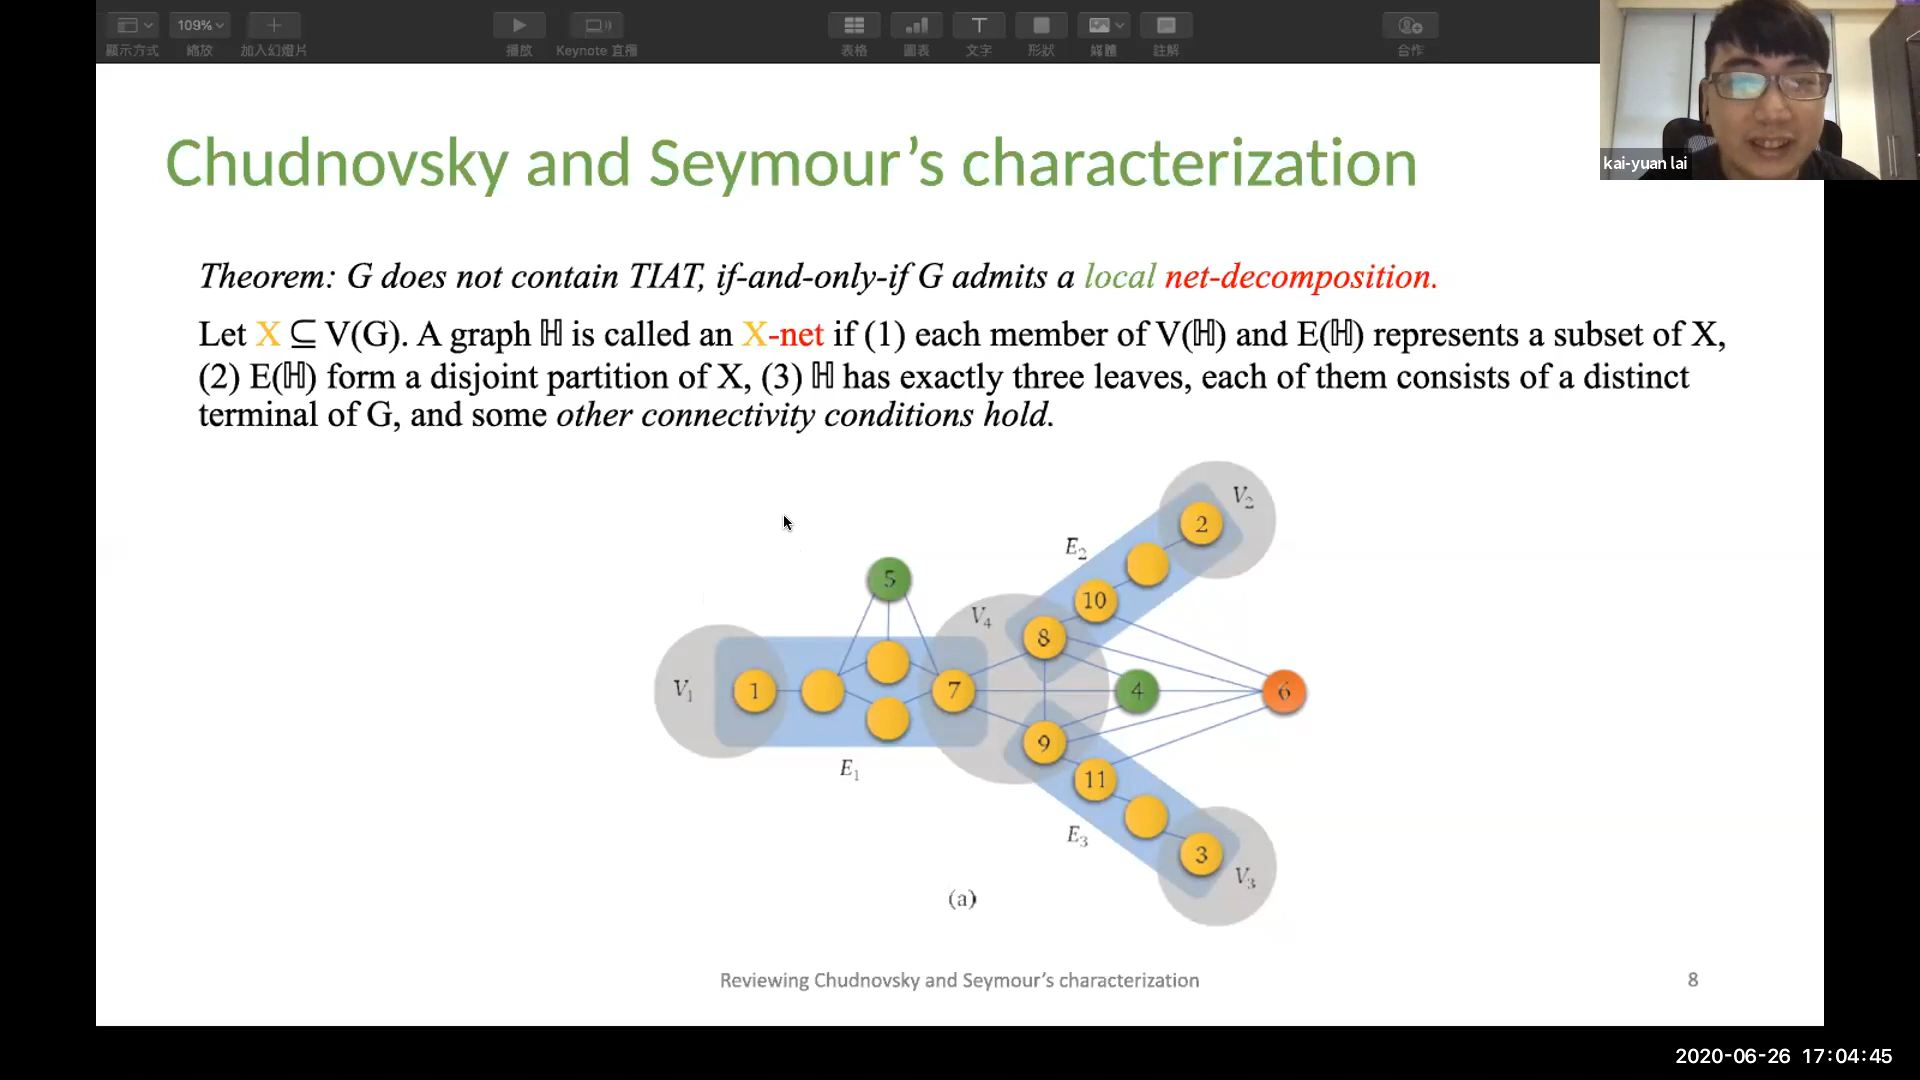 109%
顯示方式 縮放 加入幻燈片 播放 Keynote 直播 表格 圖表 文字 形狀 媒體 註解 合作
kai-yuan lai
Chudnovsky and Seymour’s characterization
Theorem: G does not contain TIAT, if-and-only-if G admits a local net-decomposition.
Let X ⊆ V(G). A graph ℍ is called an X-net if (1) each member of V(ℍ) and E(ℍ) represents a subset of X,
(2) E(ℍ) form a disjoint partition of X, (3) ℍ has exactly three leaves, each of them consists of a distinct
terminal of G, and some other connectivity conditions hold.
V₂
2
E₂
5
10
V₄
8
V₁
1
7
4
6
9
E₁
11
E₃
3
V₃
(a)
Reviewing Chudnovsky and Seymour’s characterization
8
2020-06-26 17:04:45